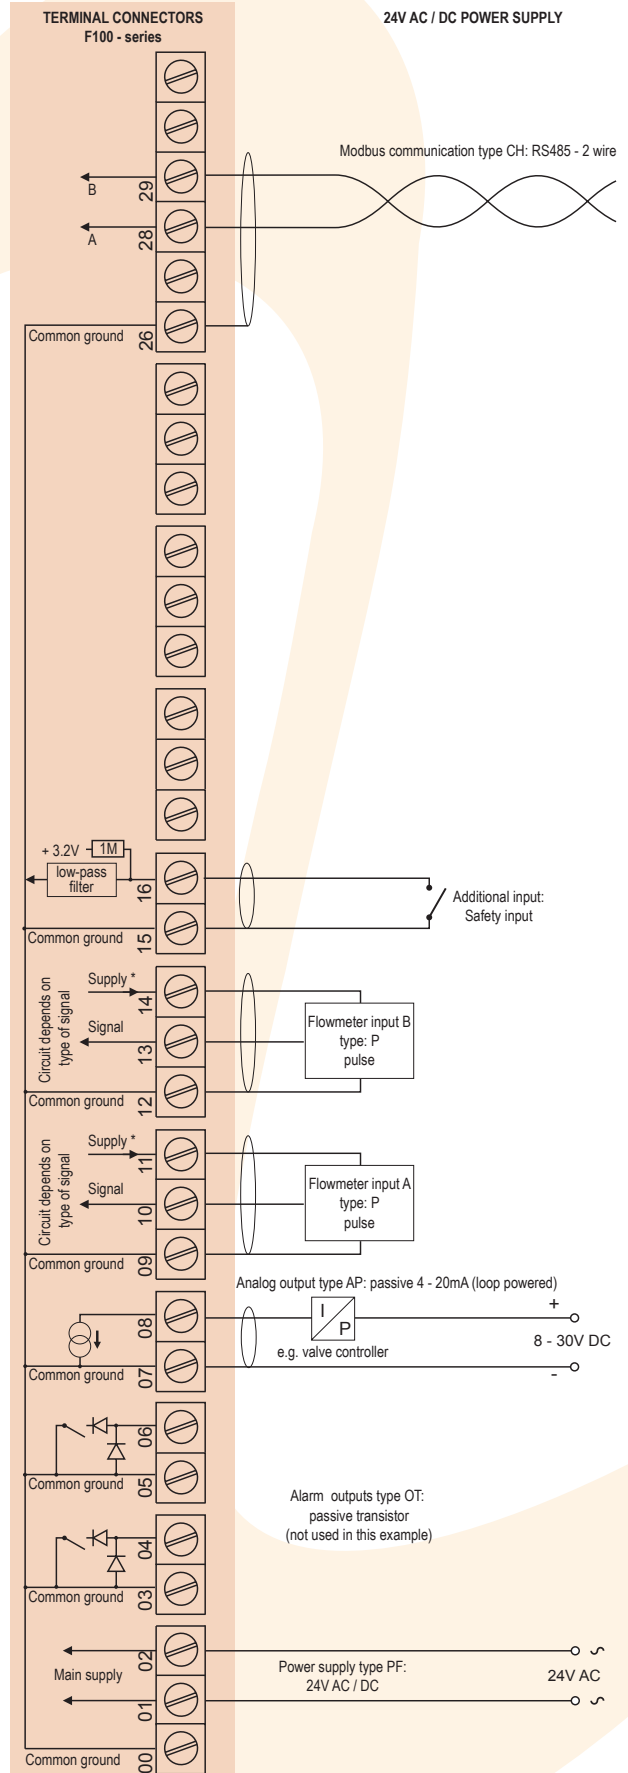 TERMINAL CONNECTORS
F100 - series
24V AC / DC POWER SUPPLY
Modbus communication type CH: RS485 - 2 wire
B
29
A
28
Common ground
26
+ 3.2V
1M
low-pass
filter
16
Additional input:
Safety input
Common ground
15
Circuit depends on
type of signal
Supply *
14
Signal
13
Flowmeter input B
type: P
pulse
Common ground
12
Circuit depends on
type of signal
Supply *
11
Signal
10
Flowmeter input A
type: P
pulse
Common ground
09
Analog output type AP: passive 4 - 20mA (loop powered)
08
I
P
+
8 - 30V DC
e.g. valve controller
Common ground
07
-
06
Common ground
05
Alarm outputs type OT:
passive transistor
(not used in this example)
04
Common ground
03
02
Main supply
Power supply type PF:
24V AC / DC
24V AC
01
Common ground
00